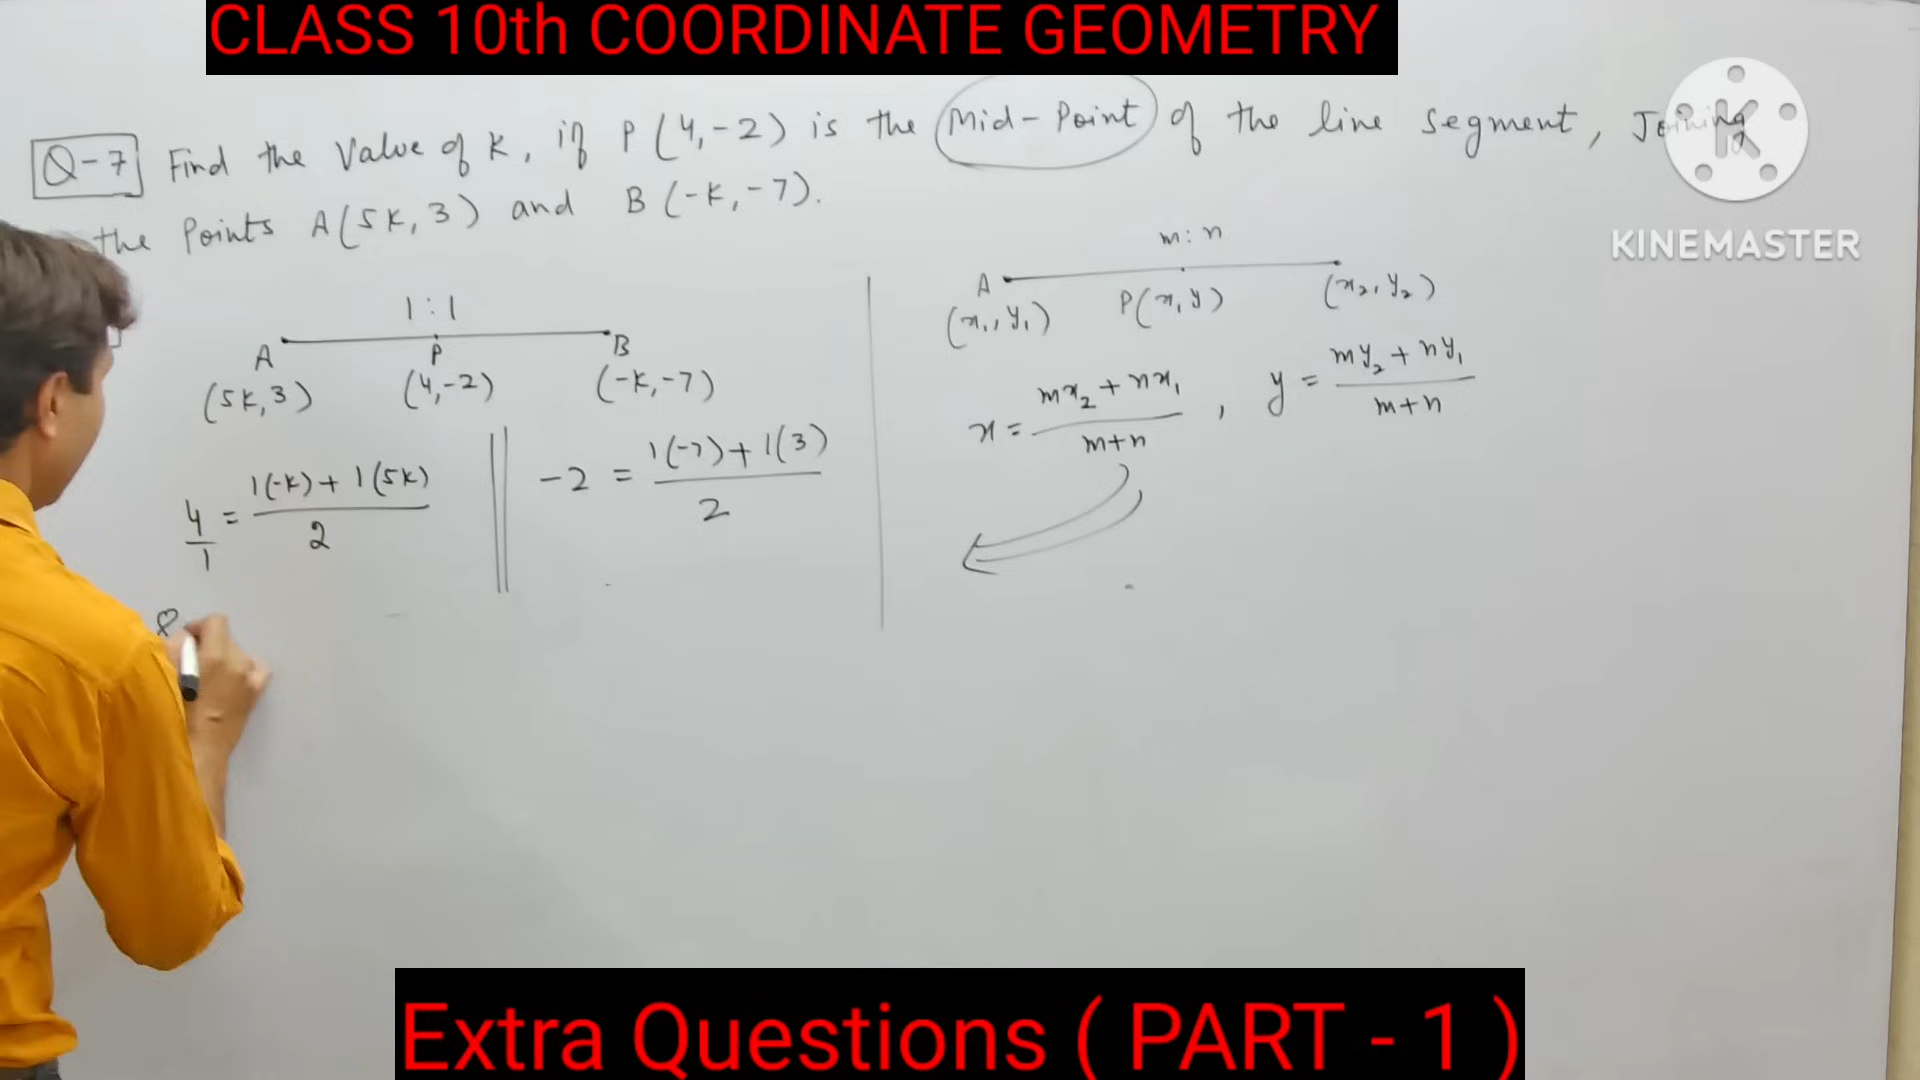 CLASS 10th COORDINATE GEOMETRY
Q-7 Find the Value of K, if P(4,-2) is the Mid-Point of the line segment, Joining
the Points A(5K,3) and B(-K,-7).
KINEMASTER
1:1
A P B
(5K,3) (4,-2) (-K,-7)
4/1 = (1(-K)+1(5K))/2
-2 = (1(-7)+1(3))/2
8
m:n
A
(x₁,y₁) P(x,y) (x₂,y₂)
x = (mx₂+nx₁)/(m+n) , y = (my₂+ny₁)/(m+n)
Extra Questions ( PART - 1 )